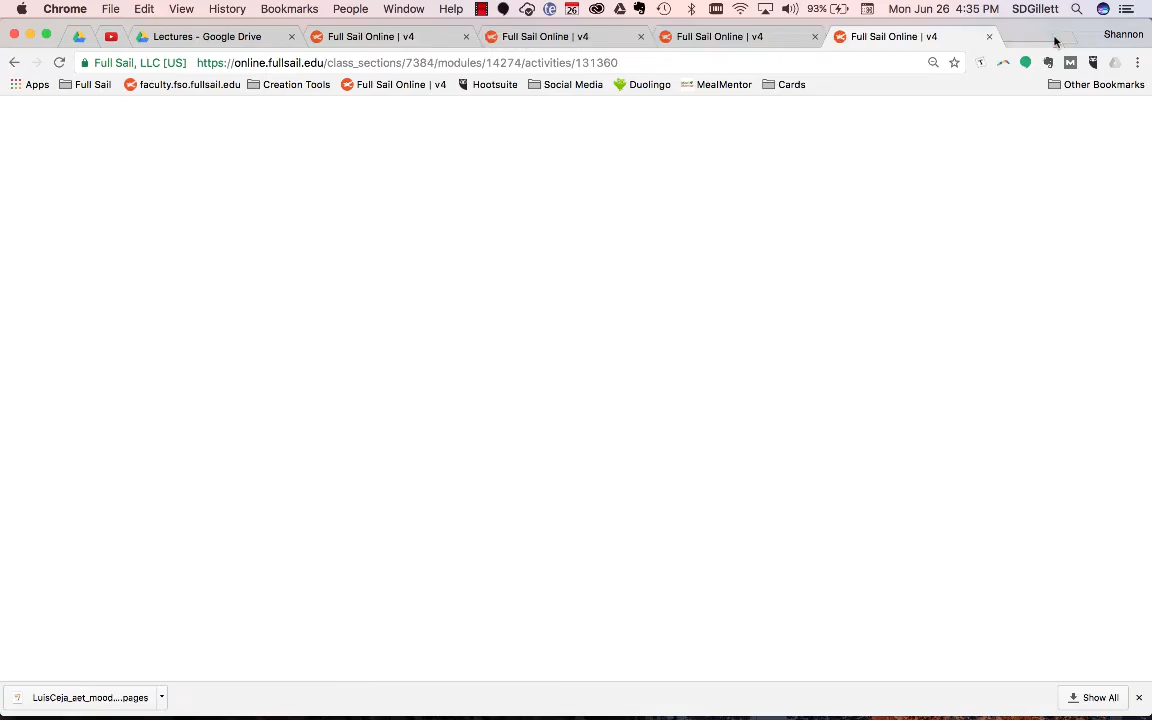 Chrome File Edit View History Bookmarks People Window Help 26 93% Mon Jun 26 4:35 PM SDGillett
Lectures - Google Drive Full Sail Online | v4 Full Sail Online | v4 Full Sail Online | v4 Full Sail Online | v4 Shannon
Full Sail, LLC [US] https://online.fullsail.edu/class_sections/7384/modules/14274/activities/131360
Apps Full Sail faculty.fso.fullsail.edu Creation Tools Full Sail Online | v4 Hootsuite Social Media Duolingo MealMentor Cards Other Bookmarks
LuisCeja_aet_mood....pages Show All